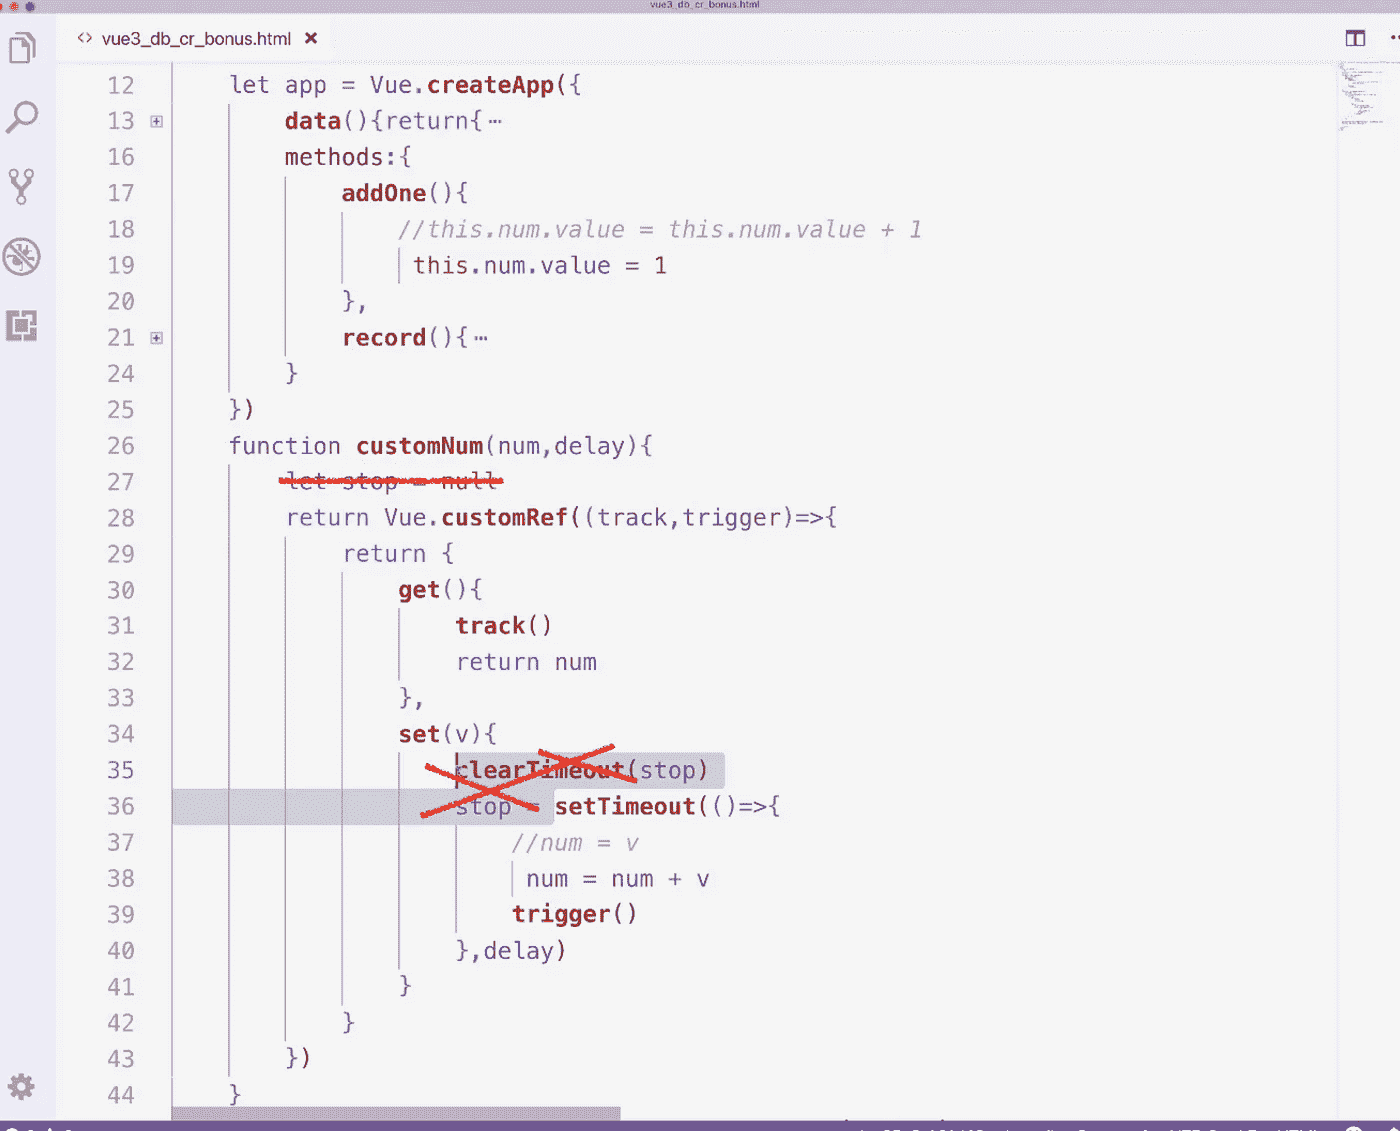 vue3_db_cr_bonus.html
<> vue3_db_cr_bonus.html ×
12 let app = Vue.createApp({
13 data(){return{⋯
16 methods:{
17 addOne(){
18 //this.num.value = this.num.value + 1
19 this.num.value = 1
20 },
21 record(){⋯
24 }
25 })
26 function customNum(num,delay){
27 let stop = null
28 return Vue.customRef((track,trigger)=>{
29 return {
30 get(){
31 track()
32 return num
33 },
34 set(v){
35 clearTimeout(stop)
36 stop = setTimeout(()=>{
37 //num = v
38 num = num + v
39 trigger()
40 },delay)
41 }
42 }
43 })
44 }